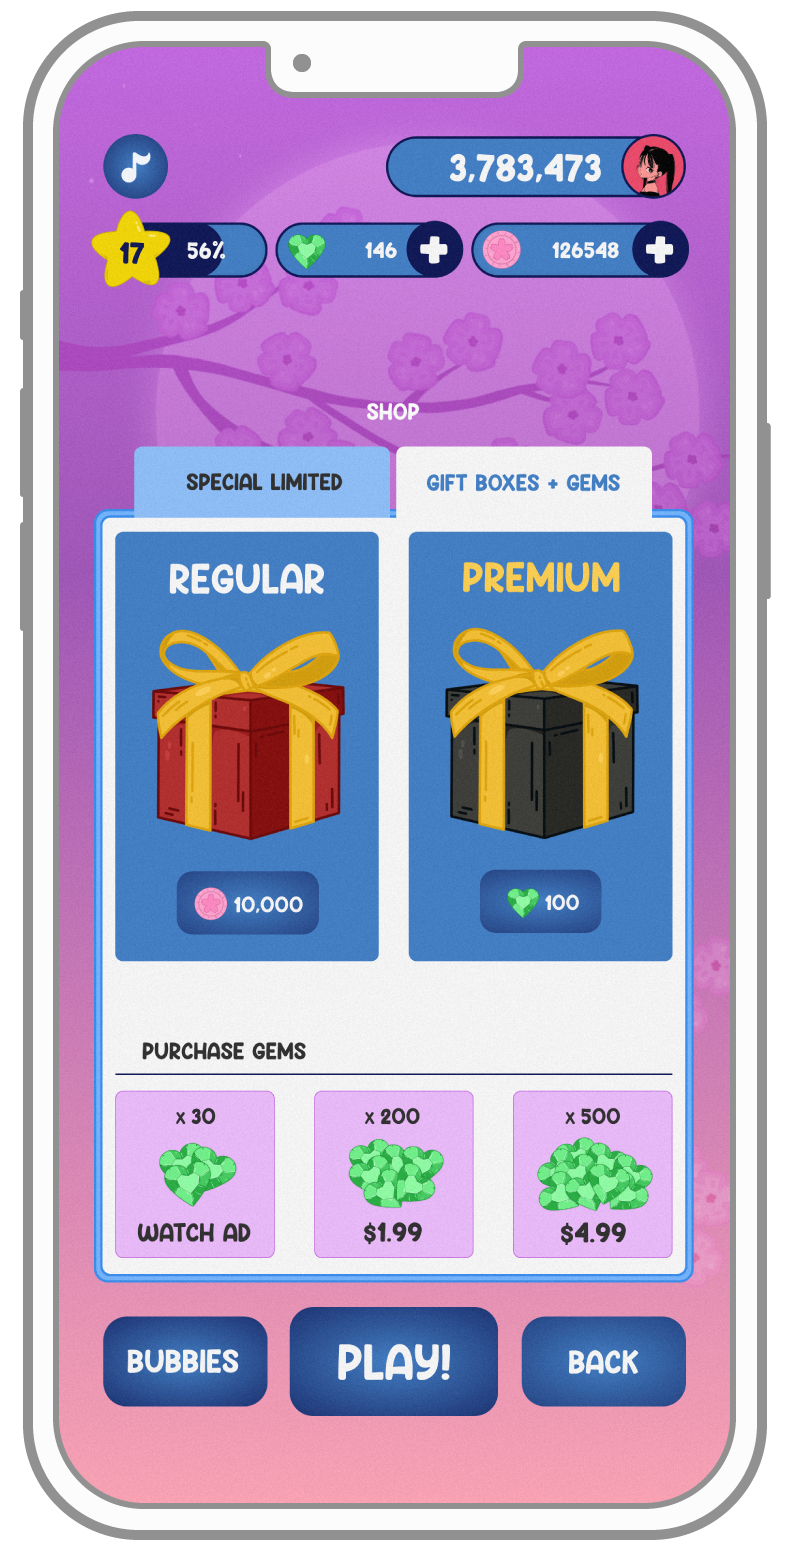 3,783,473
17 56% 146 126548
SHOP
SPECIAL LIMITED GIFT BOXES + GEMS
REGULAR PREMIUM
10,000 100
PURCHASE GEMS
x 30 x 200 x 500
WATCH AD $1.99 $4.99
BUBBIES PLAY! BACK